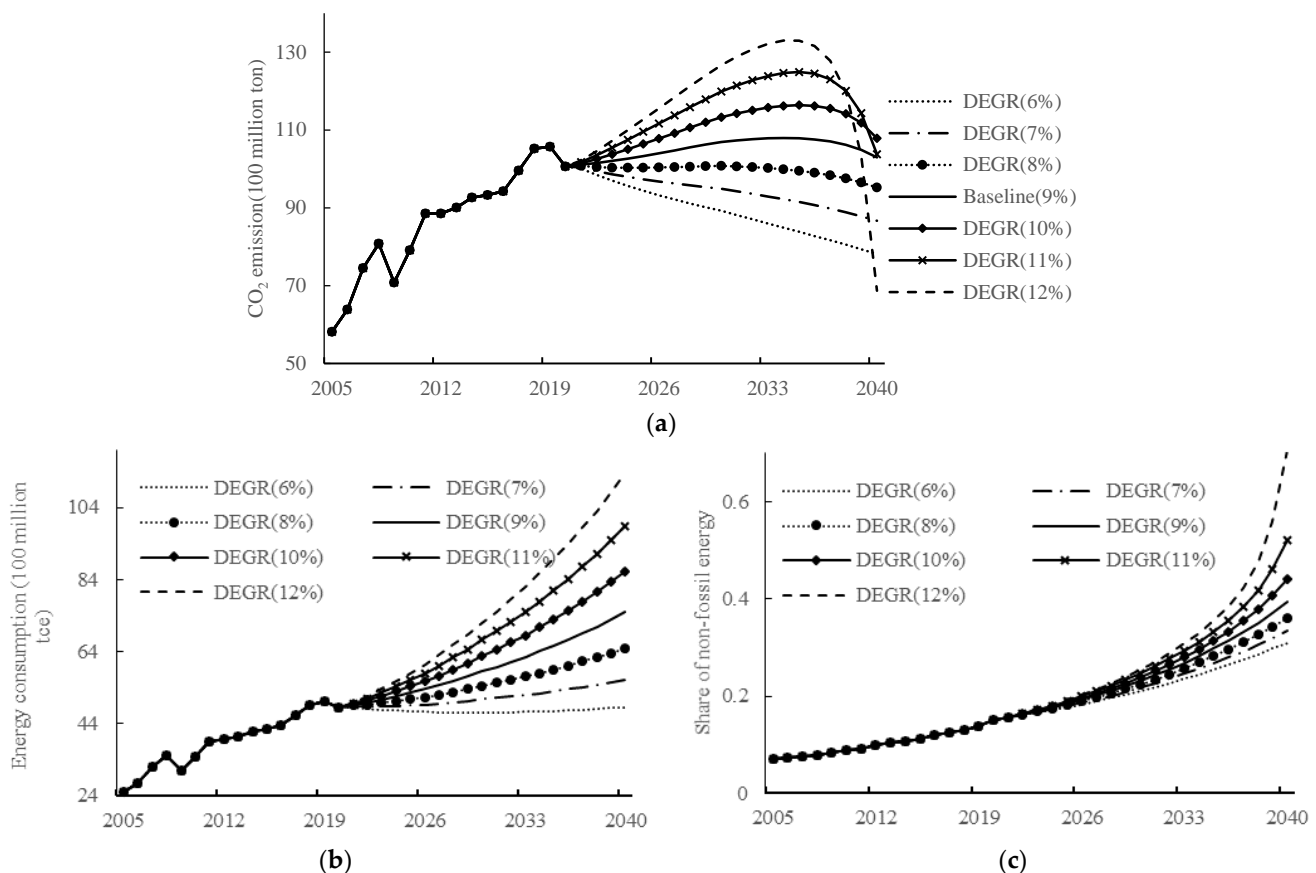 CO2 emission(100 million ton)
130
110
90
70
50
2005 2012 2019 2026 2033 2040
DEGR(6%)
DEGR(7%)
DEGR(8%)
Baseline(9%)
DEGR(10%)
DEGR(11%)
DEGR(12%)
(a)
Energy consumption (100 million
tce)
104
84
64
44
24
DEGR(6%) DEGR(7%)
DEGR(8%) DEGR(9%)
DEGR(10%) DEGR(11%)
DEGR(12%)
2005 2012 2019 2026 2033 2040
(b)
Share of non-fossil energy
0.6
0.4
0.2
0
DEGR(6%) DEGR(7%)
DEGR(8%) DEGR(9%)
DEGR(10%) DEGR(11%)
DEGR(12%)
2005 2012 2019 2026 2033 2040
(c)